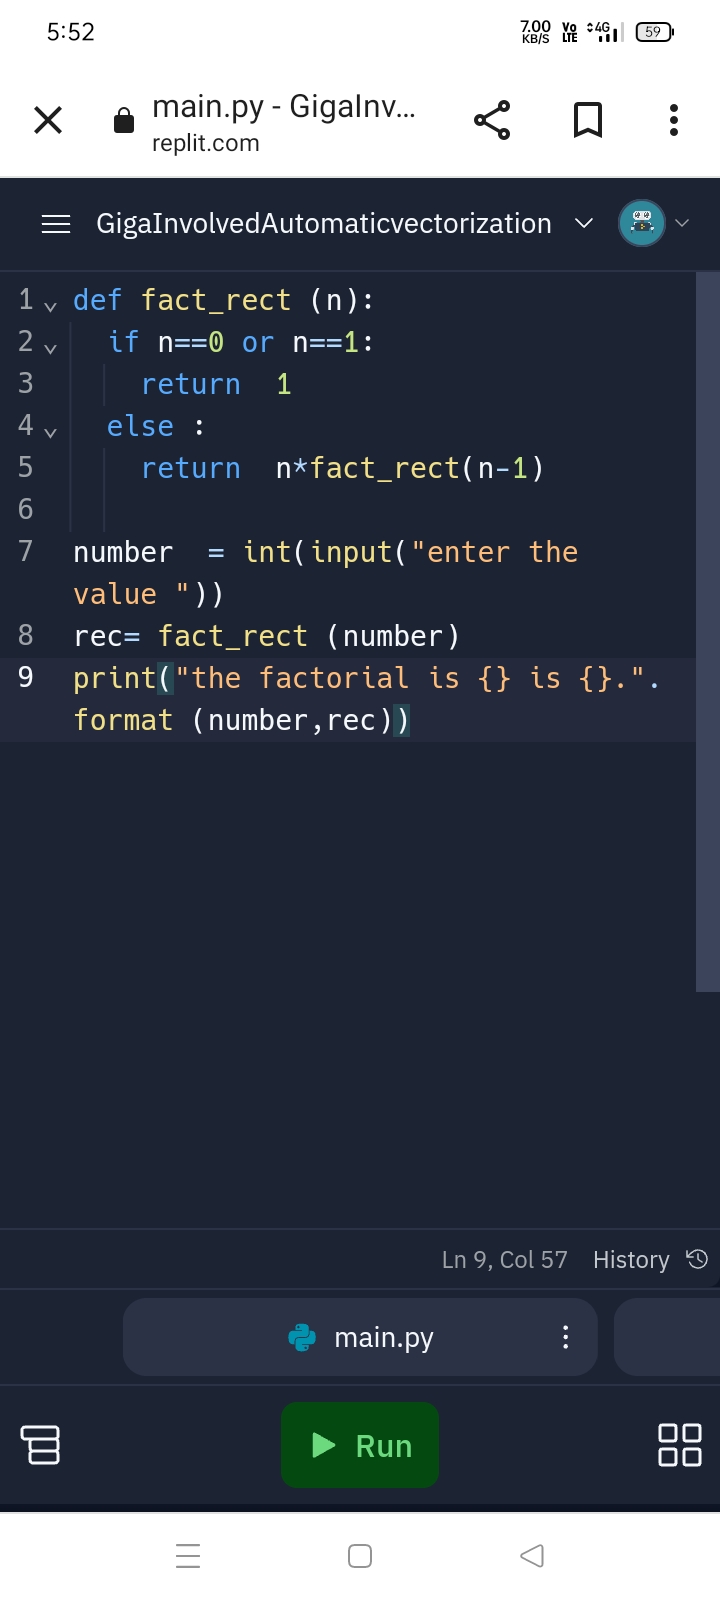 5:52 7.00 KB/S Vo LTE 4G 59
main.py - GigaInv...
replit.com
GigaInvolvedAutomaticvectorization
1 def fact_rect (n):
2 if n==0 or n==1:
3 return  1
4 else :
5 return  n*fact_rect(n-1)
6
7 number  = int(input("enter the
value "))
8 rec= fact_rect (number)
9 print("the factorial is {} is {}.".
format (number,rec))
Ln 9, Col 57 History
main.py
Run